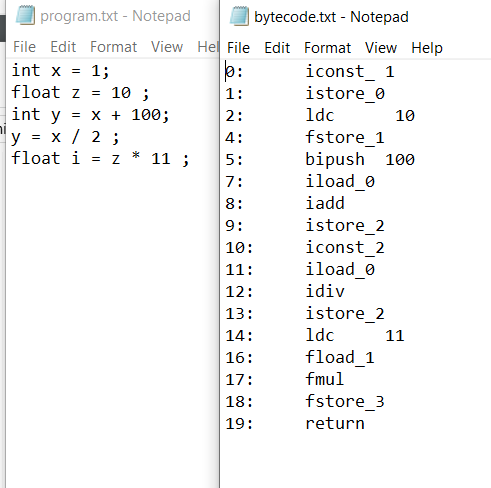 program.txt - Notepad
File Edit Format View Hel
int x = 1;
float z = 10 ;
int y = x + 100;
y = x / 2 ;
float i = z * 11 ;
bytecode.txt - Notepad
File Edit Format View Help
0: iconst_ 1
1: istore_0
2: ldc 10
4: fstore_1
5: bipush 100
7: iload_0
8: iadd
9: istore_2
10: iconst_2
11: iload_0
12: idiv
13: istore_2
14: ldc 11
16: fload_1
17: fmul
18: fstore_3
19: return